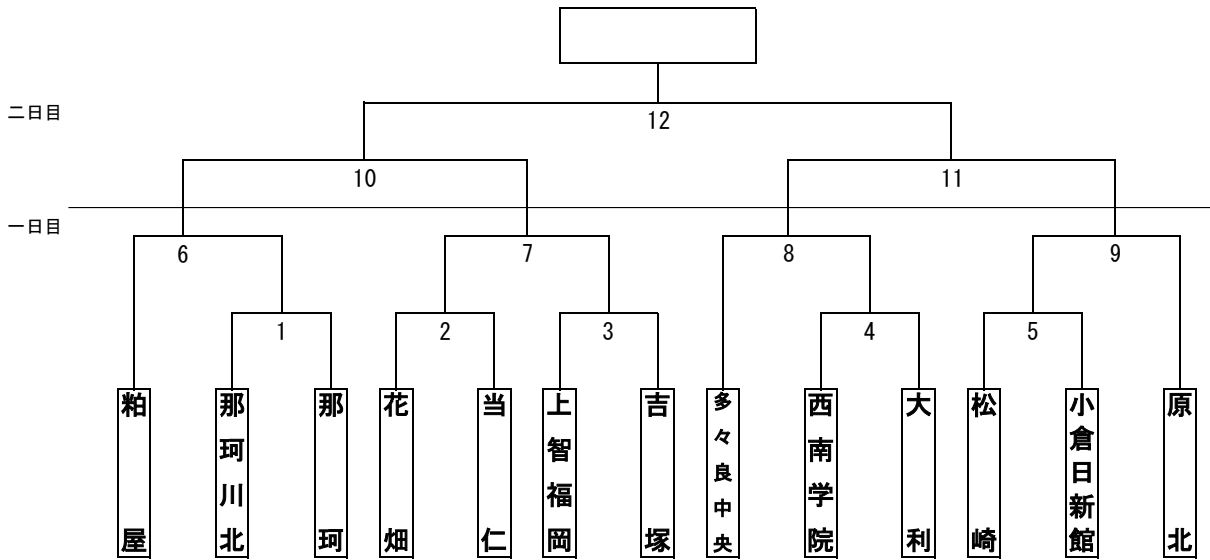 二日目
12
10
11
一日目
6
7
8
9
1
2
3
4
5
粕屋
那珂川北
那珂
花畑
当仁
上智福岡
吉塚
多々良中央
西南学院
大利
松崎
小倉日新館
原北